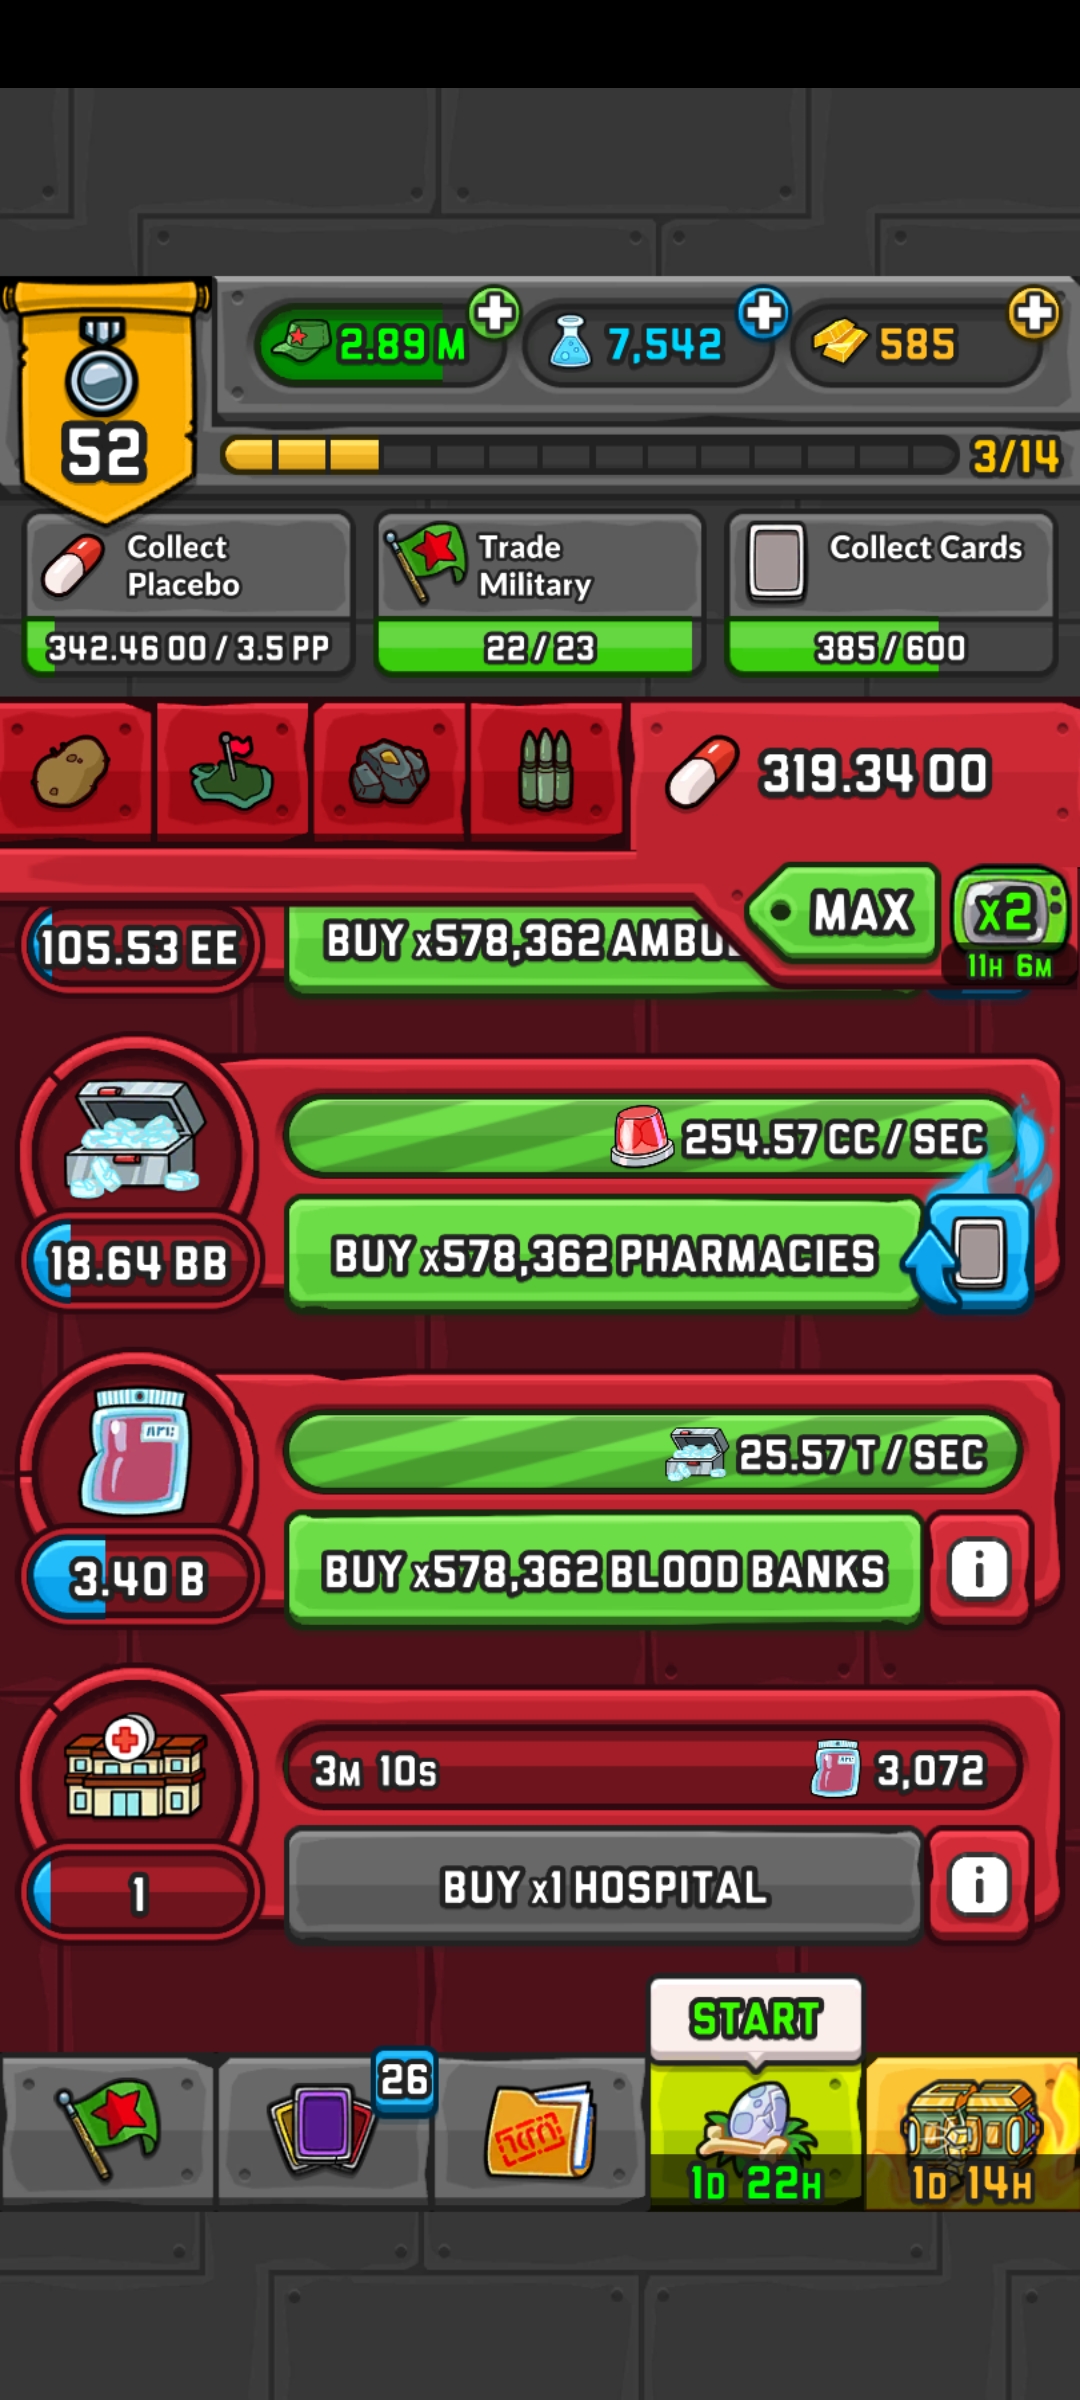 2.89 M
7,542
585
52
3/14
Collect
Placebo
Trade
Military
Collect Cards
342.46 OO / 3.5 PP
22 / 23
385 / 600
319.34 OO
MAX
x2
11H 6M
105.53 EE
BUY x578,362
254.57 CC / SEC
18.64 BB
BUY x578,362 PHARMACIES
25.57 T / SEC
3.40 B
BUY x578,362 BLOOD BANKS
i
3M 10S
3,072
1
BUY x1 HOSPITAL
i
START
26
1D 22H
1D 14H